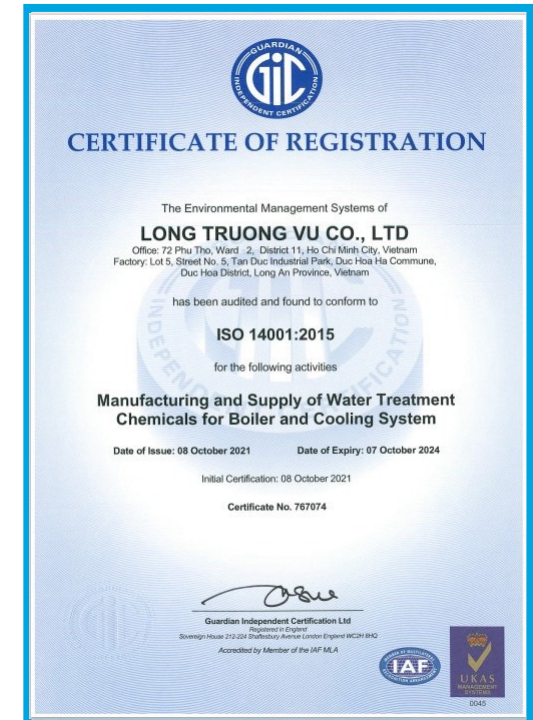 GUARDIAN
GIC
INDEPENDENT CERTIFICATION
CERTIFICATE OF REGISTRATION
The Environmental Management Systems of
LONG TRUONG VU CO., LTD
Office: 72 Phu Tho, Ward 2, District 11, Ho Chi Minh City, Vietnam
Factory: Lot 5, Street No. 5, Tan Duc Industrial Park, Duc Hoa Ha Commune,
Duc Hoa District, Long An Province, Vietnam
has been audited and found to conform to
ISO 14001:2015
for the following activities
Manufacturing and Supply of Water Treatment
Chemicals for Boiler and Cooling System
Date of Issue: 08 October 2021 Date of Expiry: 07 October 2024
Initial Certification: 08 October 2021
Certificate No. 767074
Guardian Independent Certification Ltd
Registered in England
Sovereign House 212-224 Shaftesbury Avenue London England WC2H 8HQ
Accredited by Member of the IAF MLA
MEMBER OF MULTILATERAL
IAF
RECOGNITION ARRANGEMENT
UKAS
MANAGEMENT
SYSTEMS
0045